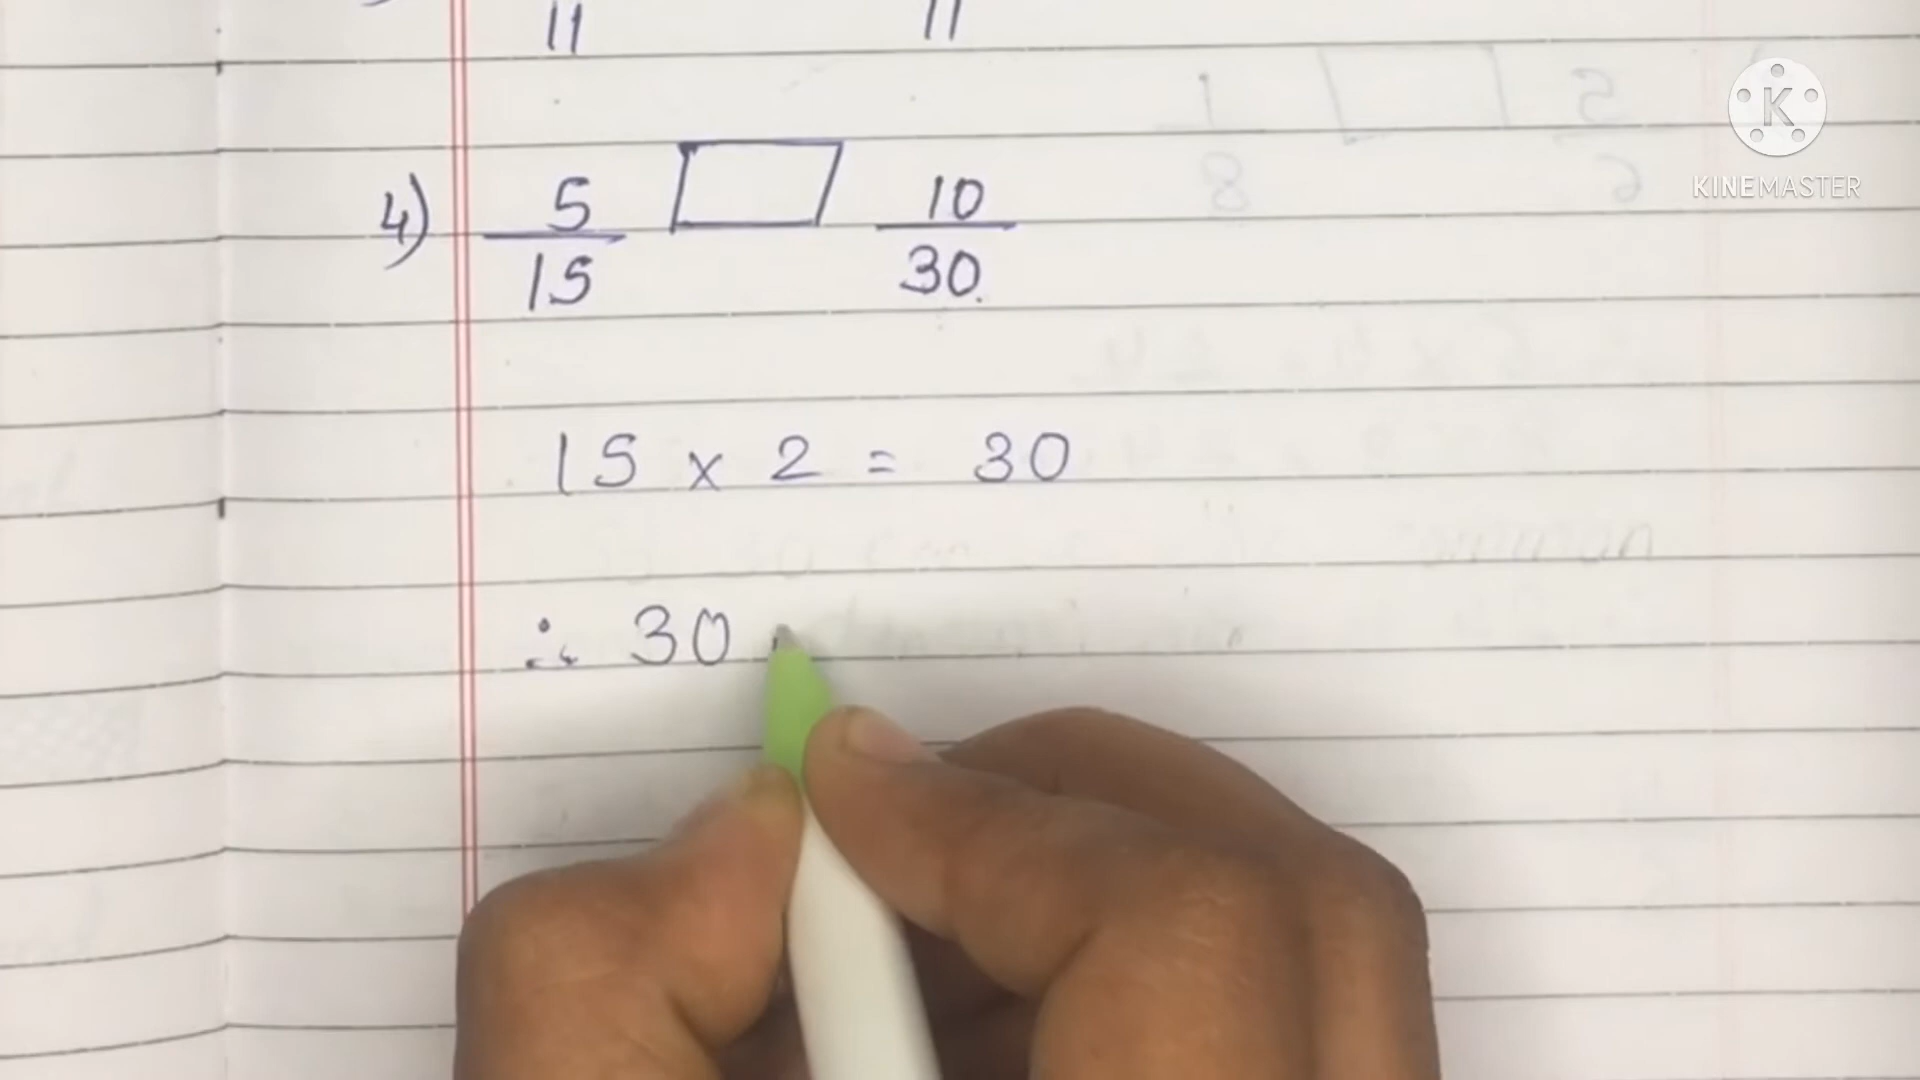 11 11
4) 5/15 □ 10/30.
15 x 2 = 30
∴ 30
KINEMASTER